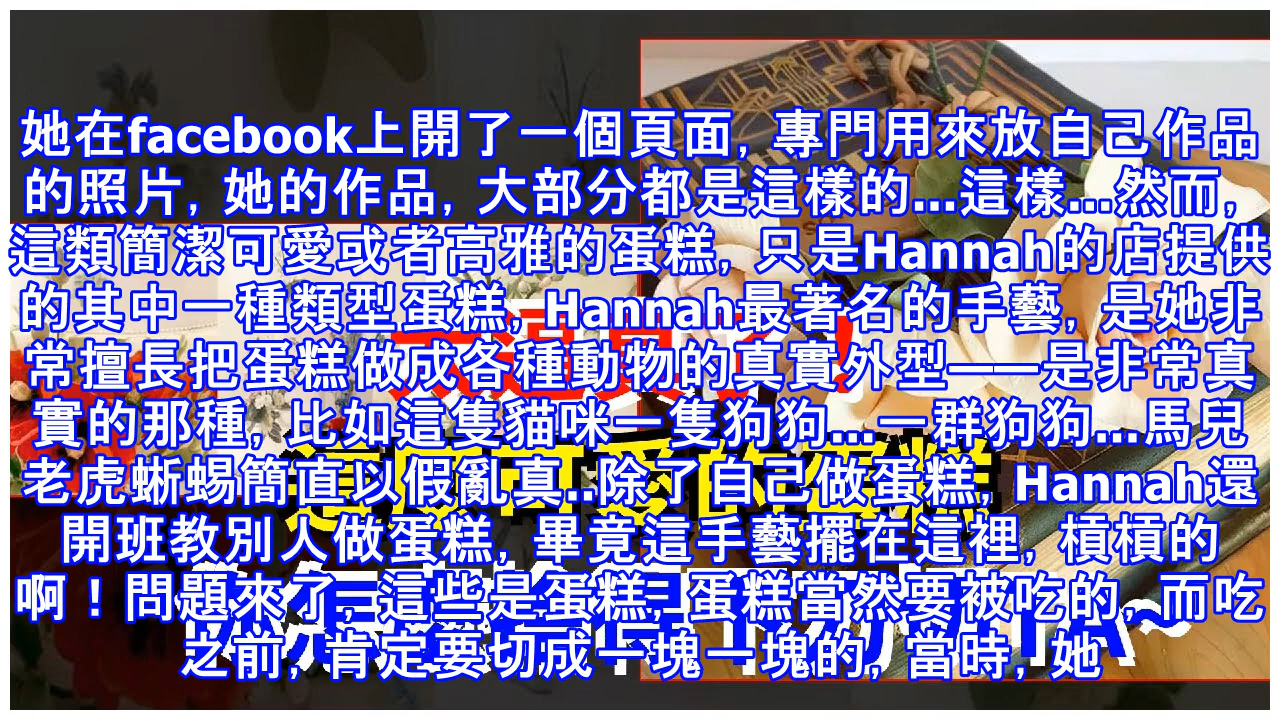 她在facebook上開了一個頁面, 專門用來放自己作品
的照片, 她的作品, 大部分都是這樣的...這樣...然而,
這類簡潔可愛或者高雅的蛋糕, 只是Hannah的店提供
的其中一種類型蛋糕, Hannah最著名的手藝, 是她非
常擅長把蛋糕做成各種動物的真實外型——是非常真
實的那種, 比如這隻貓咪一隻狗狗...一群狗狗...馬兒
老虎蜥蜴簡直以假亂真..除了自己做蛋糕, Hannah還
開班教別人做蛋糕, 畢竟這手藝擺在這裡, 槓槓的
啊！問題來了, 這些是蛋糕, 蛋糕當然要被吃的, 而吃
之前, 肯定要切成一塊一塊的, 當時, 她